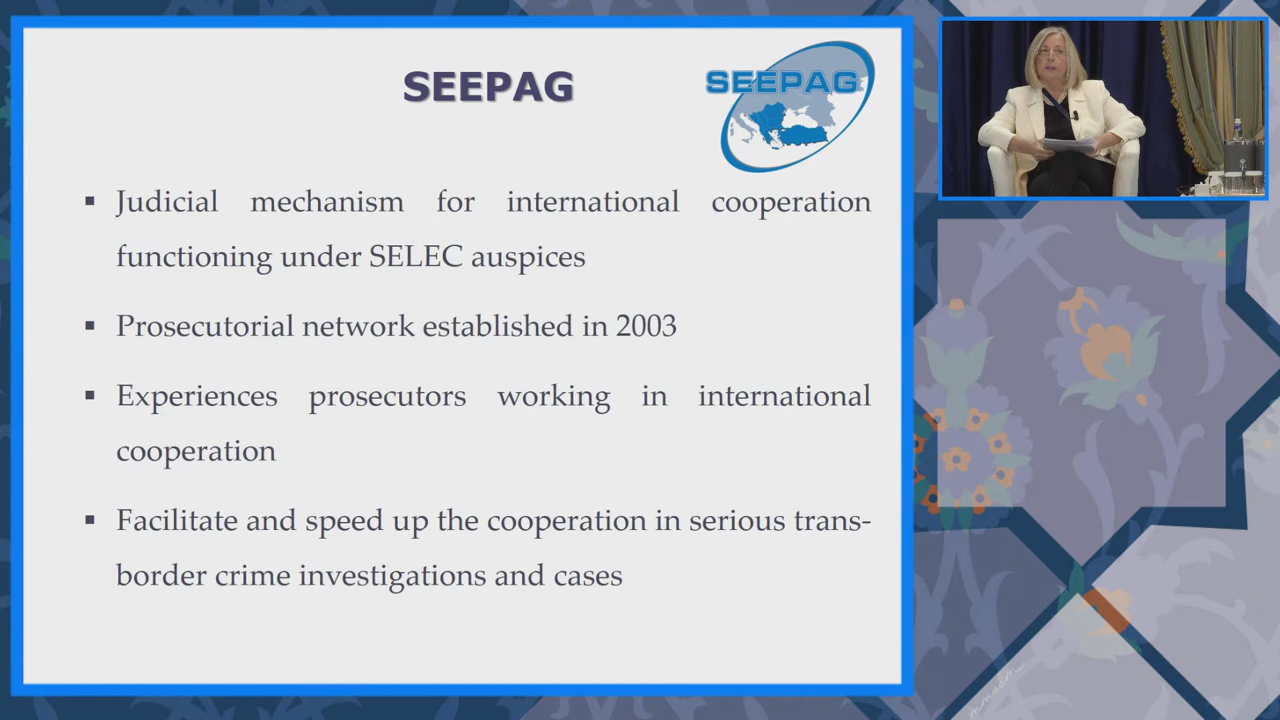 SEEPAG
SEEPAG
▪ Judicial mechanism for international cooperation
functioning under SELEC auspices
▪ Prosecutorial network established in 2003
▪ Experiences prosecutors working in international
cooperation
▪ Facilitate and speed up the cooperation in serious trans-
border crime investigations and cases